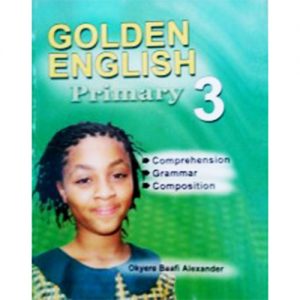 GOLDEN
ENGLISH
Primary 3
Comprehension
Grammar
Composition
Okyere Baafi Alexander